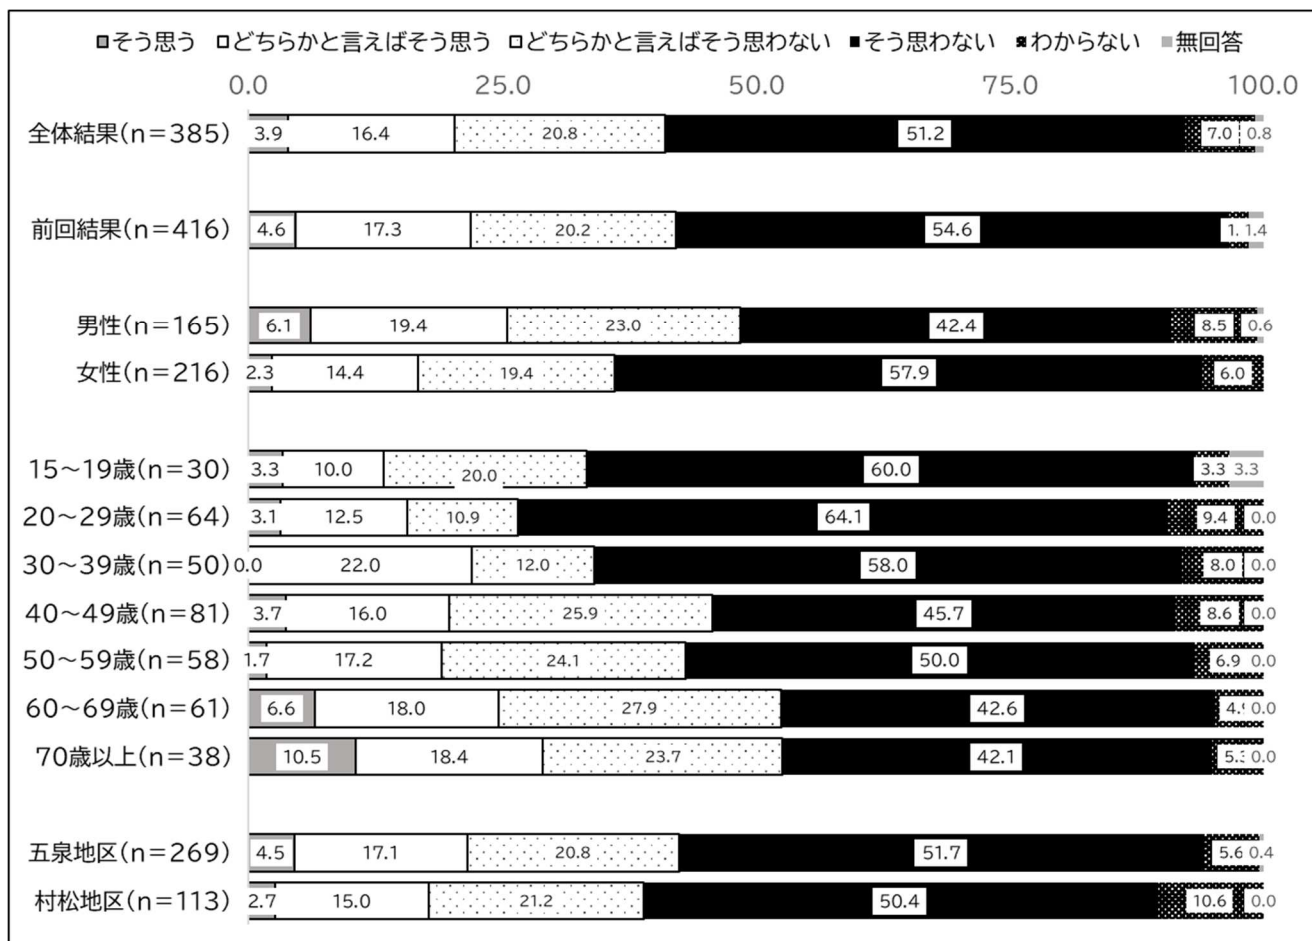 そう思う どちらかと言えばそう思う どちらかと言えばそう思わない そう思わない わからない 無回答
0.0 25.0 50.0 75.0 100.0
全体結果(n=385) 3.9 16.4 20.8 51.2 7.0 0.8
前回結果(n=416) 4.6 17.3 20.2 54.6 1. 1.4
男性(n=165) 6.1 19.4 23.0 42.4 8.5 0.6
女性(n=216) 2.3 14.4 19.4 57.9 6.0
15～19歳(n=30) 3.3 10.0 20.0 60.0 3.3 3.3
20～29歳(n=64) 3.1 12.5 10.9 64.1 9.4 0.0
30～39歳(n=50) 0.0 22.0 12.0 58.0 8.0 0.0
40～49歳(n=81) 3.7 16.0 25.9 45.7 8.6 0.0
50～59歳(n=58) 1.7 17.2 24.1 50.0 6.9 0.0
60～69歳(n=61) 6.6 18.0 27.9 42.6 4.9 0.0
70歳以上(n=38) 10.5 18.4 23.7 42.1 5.3 0.0
五泉地区(n=269) 4.5 17.1 20.8 51.7 5.6 0.4
村松地区(n=113) 2.7 15.0 21.2 50.4 10.6 0.0